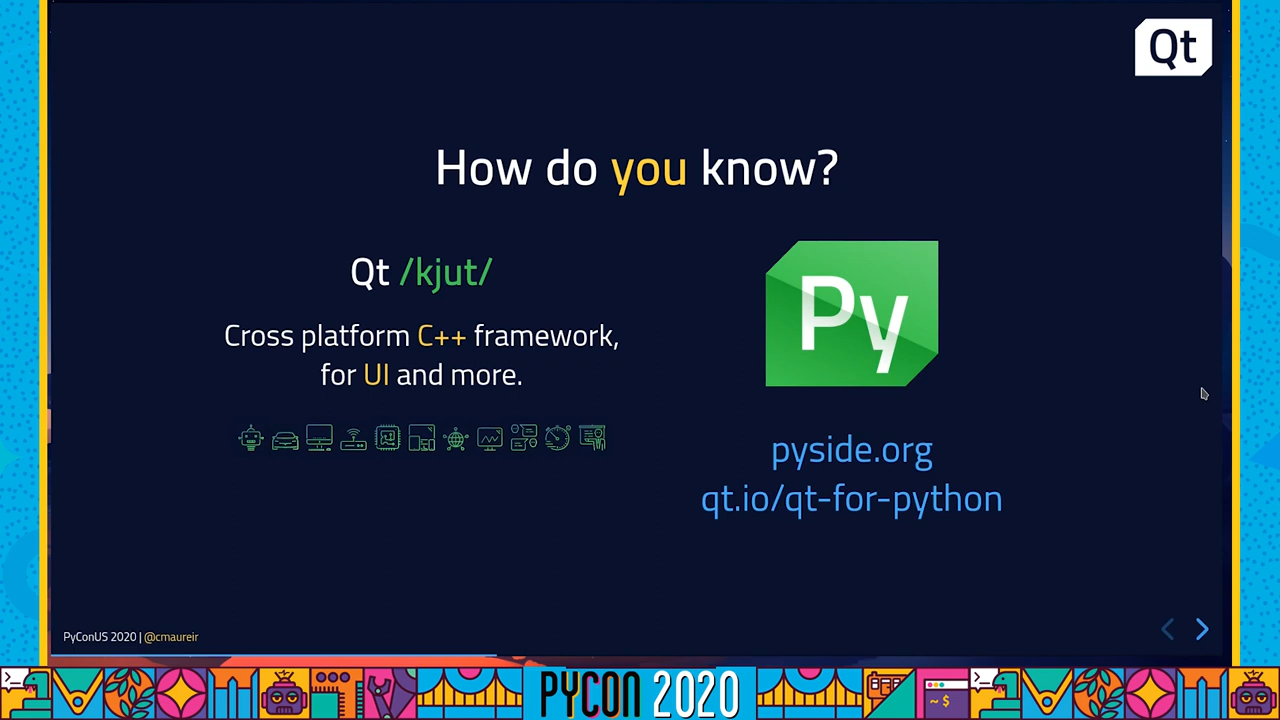 Qt
How do you know?
Qt /kjut/
Cross platform C++ framework,
for UI and more.
Py
pyside.org
qt.io/qt-for-python
PyConUS 2020 | @cmaureir
PYCON 2020
~ $